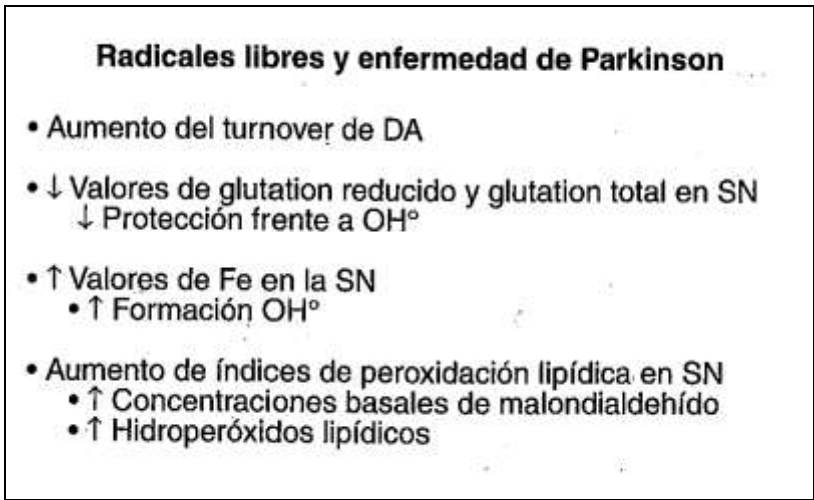 Radicales libres y enfermedad de Parkinson
• Aumento del turnover de DA
• ↓ Valores de glutation reducido y glutation total en SN
↓ Protección frente a OHº
• ↑ Valores de Fe en la SN
• ↑ Formación OHº
• Aumento de índices de peroxidación lipídica en SN
• ↑ Concentraciones basales de malondialdehído
• ↑ Hidroperóxidos lipídicos